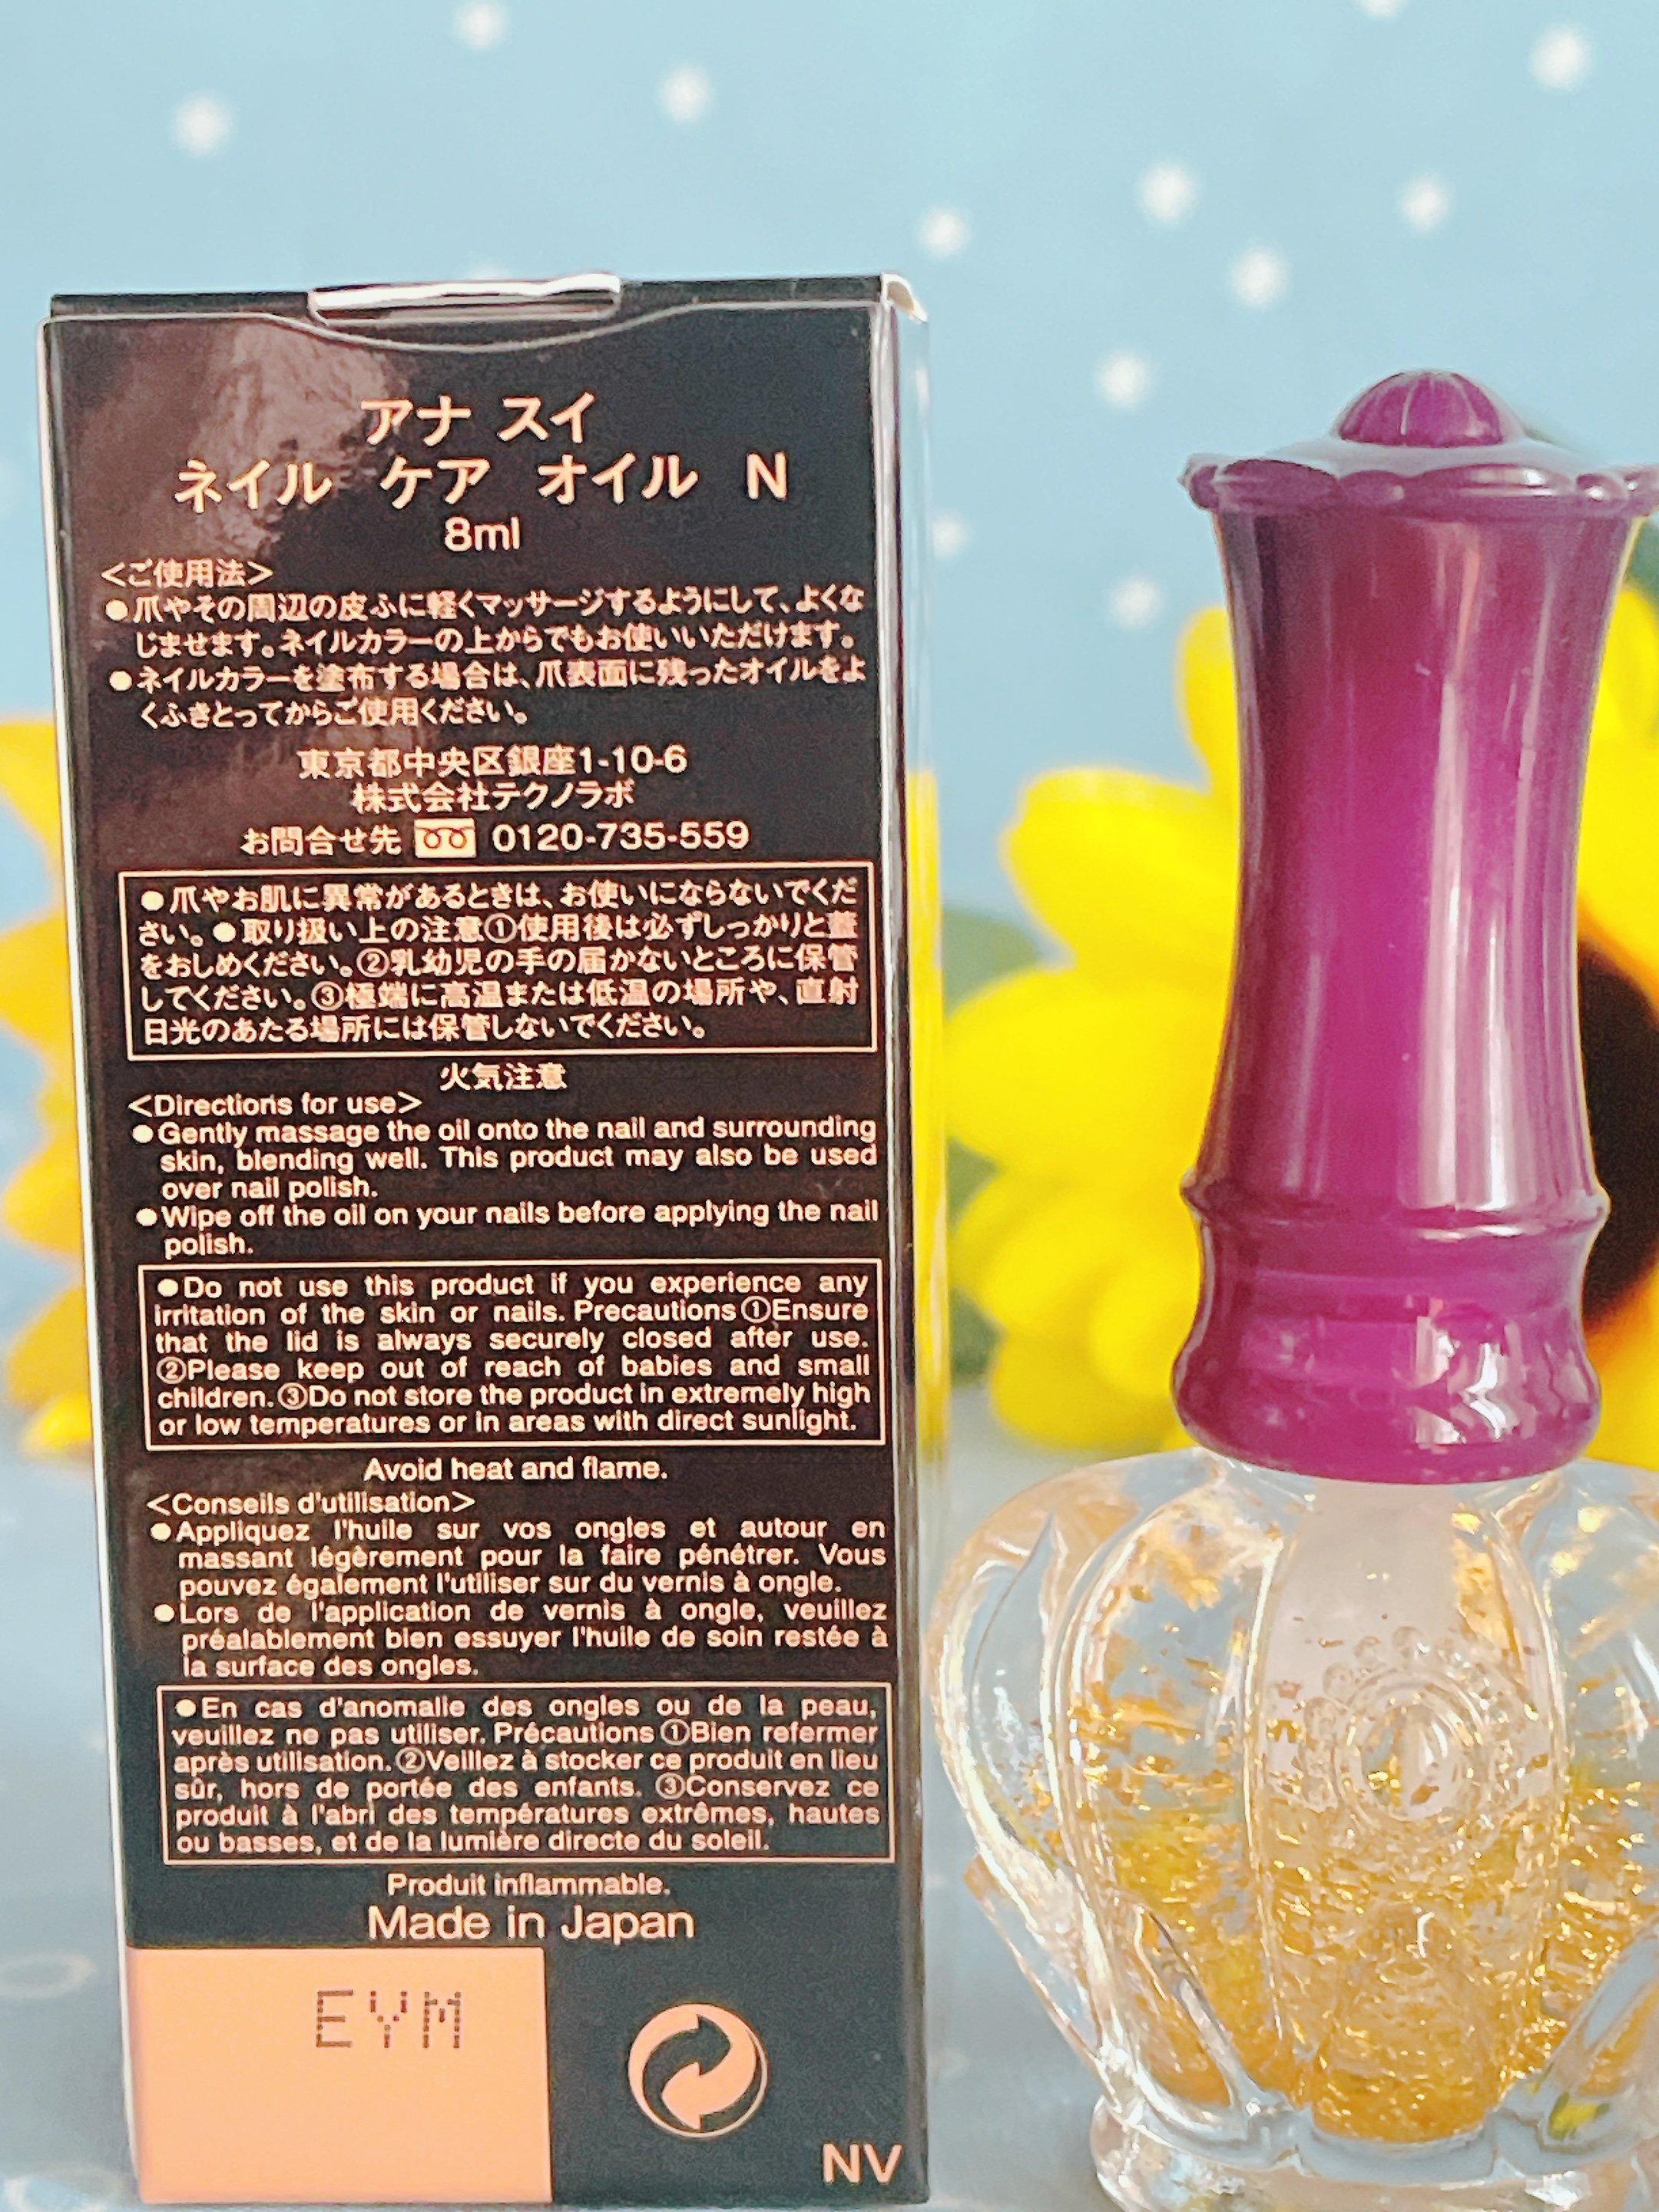 アナ スイ
ネイル ケア オイル N
8ml
<ご使用法>
●爪やその周辺の皮ふに軽くマッサージするようにして、よくな
じませます。ネイルカラーの上からでもお使いいただけます。
●ネイルカラーを塗布する場合は、爪表面に残ったオイルをよ
くふきとってからご使用ください。
東京都中央区銀座1-10-6
株式会社テクノラボ
お問合せ先 0120-735-559
●爪やお肌に異常があるときは、お使いにならないでくだ
さい。●取り扱い上の注意①使用後は必ずしっかりと蓋
をおしめください。②乳幼児の手の届かないところに保管
してください。③極端に高温または低温の場所や、直射
日光のあたる場所には保管しないでください。
火気注意
<Directions for use>
●Gently massage the oil onto the nail and surrounding
skin, blending well. This product may also be used
over nail polish.
●Wipe off the oil on your nails before applying the nail
polish.
●Do not use this product if you experience any
irritation of the skin or nails. Precautions①Ensure
that the lid is always securely closed after use.
②Please keep out of reach of babies and small
children.③Do not store the product in extremely high
or low temperatures or in areas with direct sunlight.
Avoid heat and flame.
<Conseils d'utilisation>
●Appliquez l'huile sur vos ongles et autour en
massant légèrement pour la faire pénétrer. Vous
pouvez également l'utiliser sur du vernis à ongle.
●Lors de l'application de vernis à ongle, veuillez
préalablement bien essuyer l'huile de soin restée à
la surface des ongles.
●En cas d'anomalie des ongles ou de la peau,
veuillez ne pas utiliser. Précautions①Bien refermer
après utilisation.②Veillez à stocker ce produit en lieu
sûr, hors de portée des enfants. ③Conservez ce
produit à l'abri des températures extrêmes, hautes
ou basses, et de la lumière directe du soleil.
Produit inflammable.
Made in Japan
EYM
NV